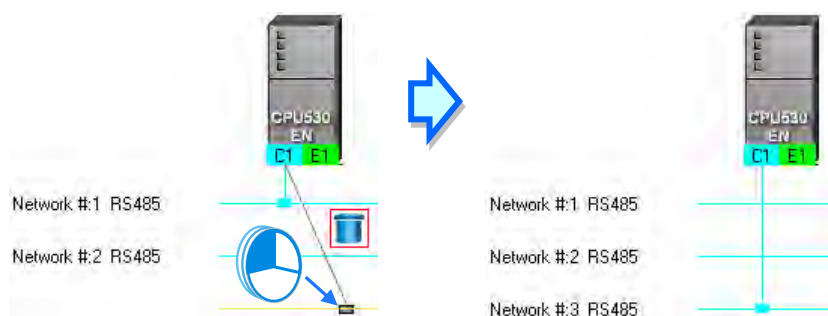 CPU530
EN
C1 E1
Network #:1 RS485
Network #:2 RS485
CPU530
EN
C1 E1
Network #:1 RS485
Network #:2 RS485
Network #:3 RS485